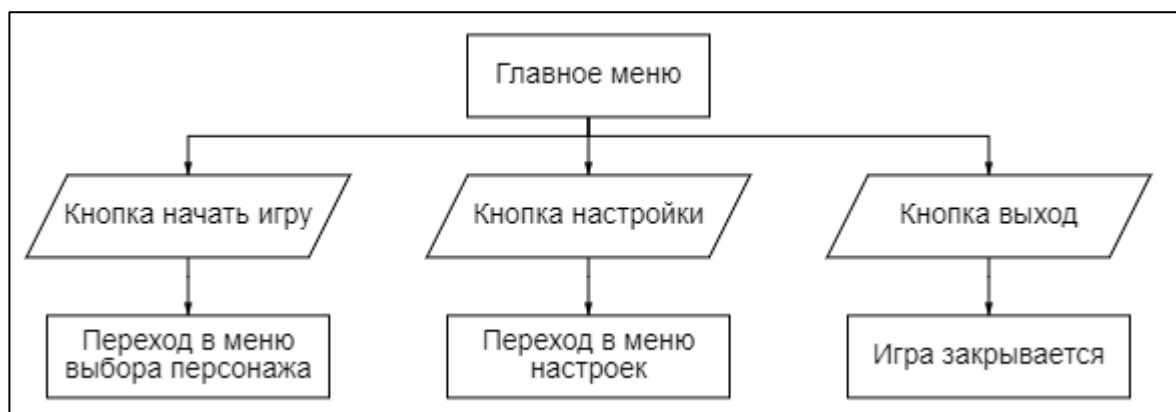 Главное меню
Кнопка начать игру
Кнопка настройки
Кнопка выход
Переход в меню
выбора персонажа
Переход в меню
настроек
Игра закрывается